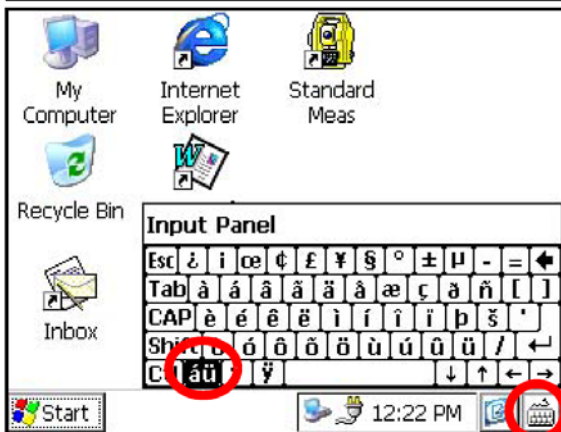 My Computer
Internet Explorer
Standard Meas
Recycle Bin
Inbox
Input Panel
Esc ¿ ¡ œ ¢ £ ¥ § ° ± µ - = 🡸
Tab à á â ã ä å æ ç ð ñ [ ]
CAP è é ê ë ì í î ï þ š '
Shift ó ô õ ö ù ú û ü / ↵
áü ÿ ↓ ↑ ← →
Start
12:22 PM